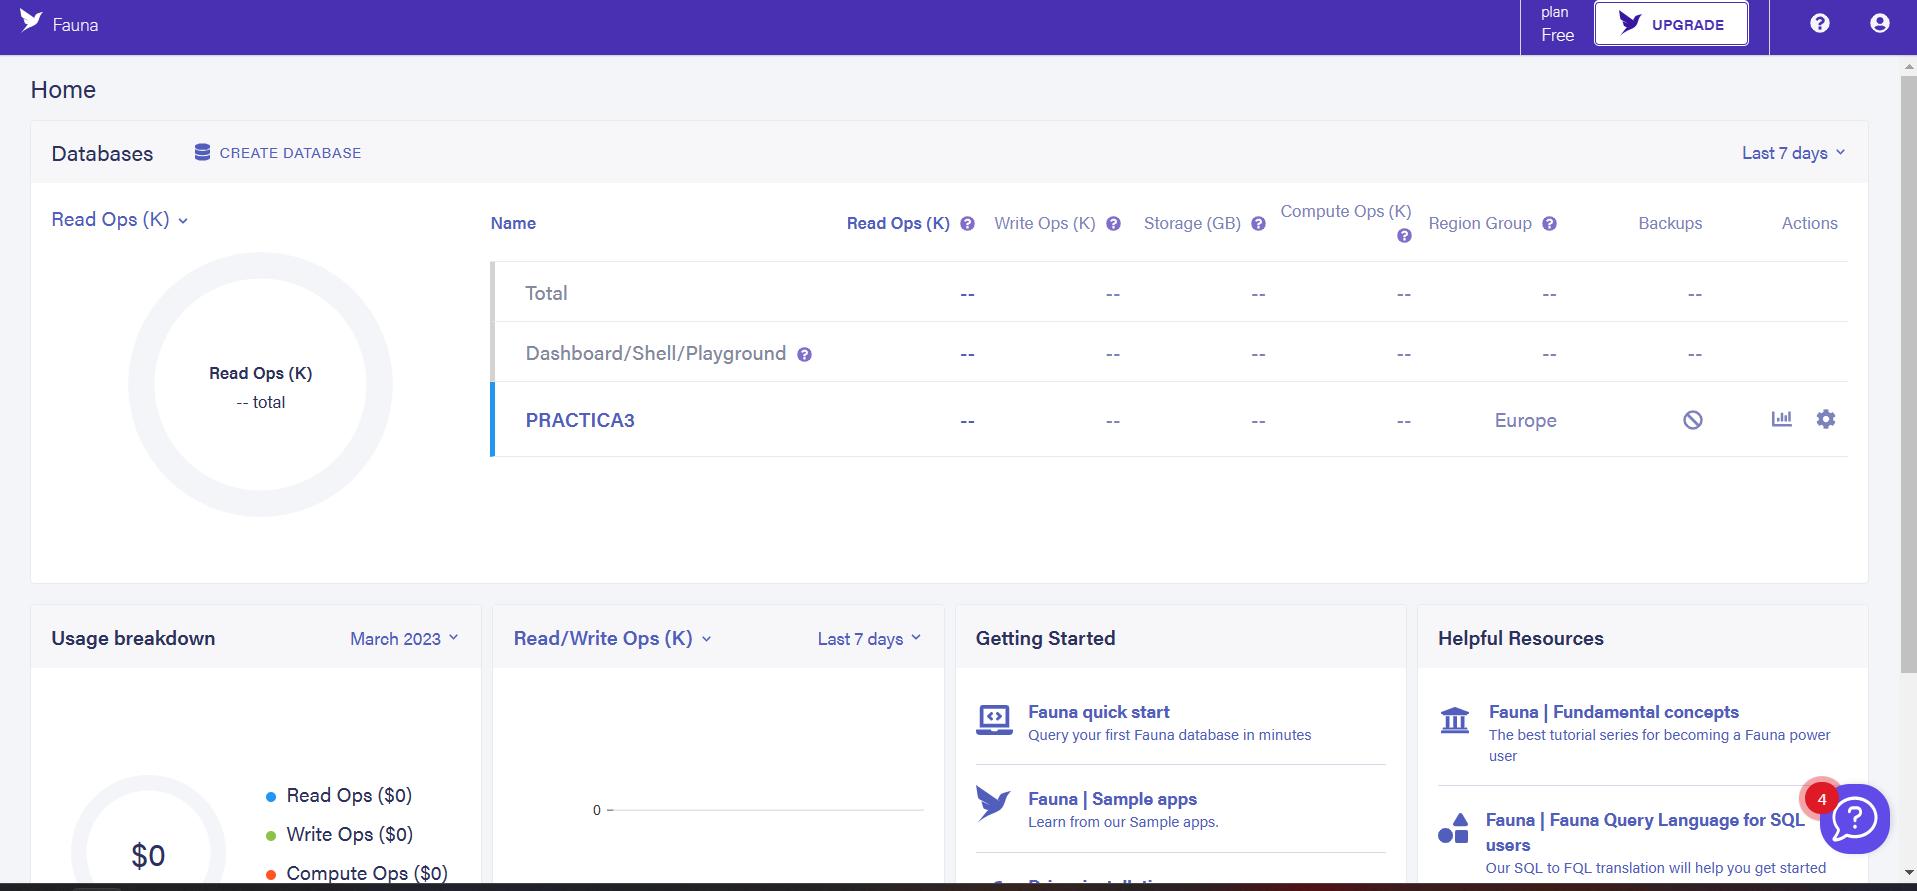 Fauna
plan
Free
UPGRADE
Home
Databases
CREATE DATABASE
Last 7 days
Read Ops (K)
Read Ops (K)
-- total
Name Read Ops (K) Write Ops (K) Storage (GB) Compute Ops (K) Region Group Backups Actions
Total -- -- -- -- -- --
Dashboard/Shell/Playground -- -- -- -- -- --
PRACTICA3 -- -- -- -- Europe
Usage breakdown
March 2023
$0
Read Ops ($0)
Write Ops ($0)
Compute Ops ($0)
Read/Write Ops (K)
Last 7 days
0
Getting Started
Fauna quick start
Query your first Fauna database in minutes
Fauna | Sample apps
Learn from our Sample apps.
Helpful Resources
Fauna | Fundamental concepts
The best tutorial series for becoming a Fauna power
user
Fauna | Fauna Query Language for SQL
users
Our SQL to FQL translation will help you get started
4